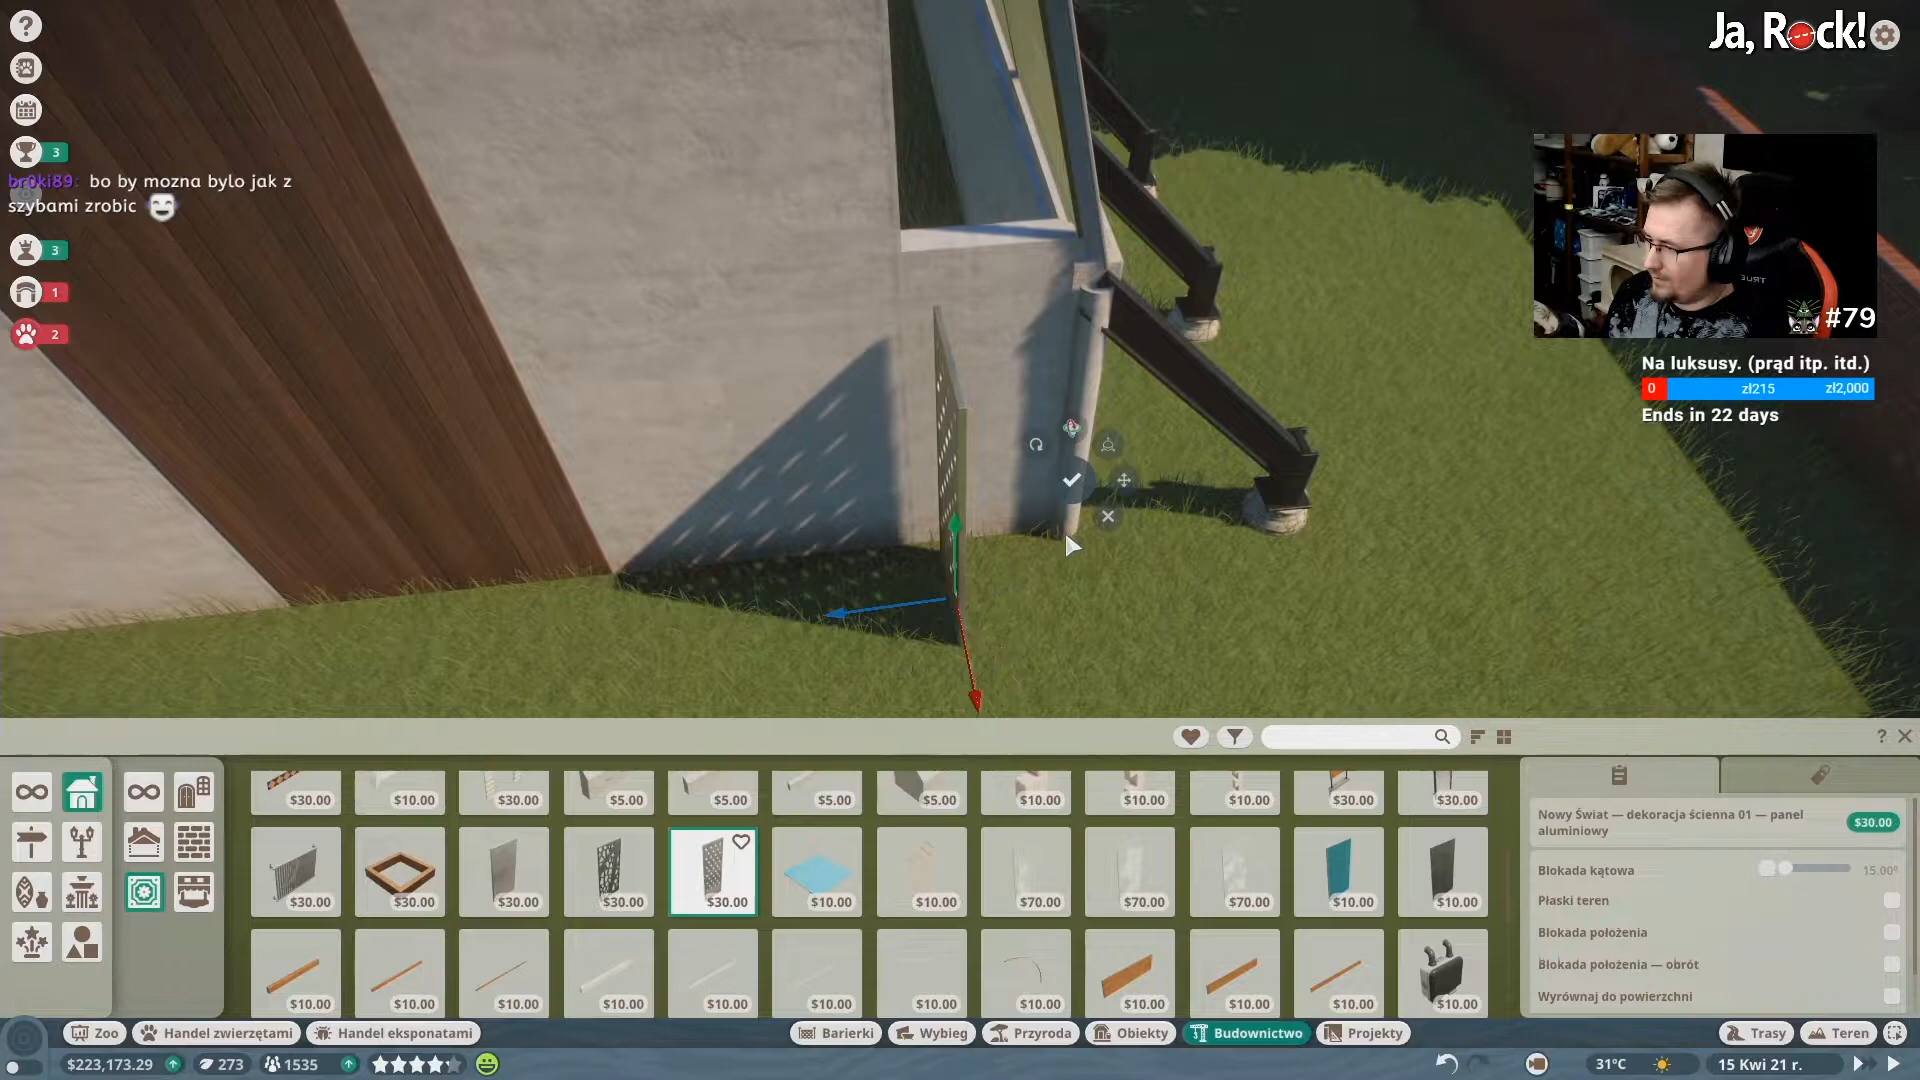 Ja, Rock!
?
3
br0ki89: bo by mozna bylo jak z
szybami zrobic
3
1
2
TRUST
#79
Na luksusy. (prąd itp. itd.)
0 zł215 zł2,000
Ends in 22 days
? 
$30.00 $10.00 $30.00 $5.00 $5.00 $5.00 $5.00 $10.00 $10.00 $10.00 $30.00 $30.00
$30.00 $30.00 $30.00 $30.00 $30.00 $10.00 $10.00 $70.00 $70.00 $70.00 $10.00 $10.00
$10.00 $10.00 $10.00 $10.00 $10.00 $10.00 $10.00 $10.00 $10.00 $10.00 $10.00 $10.00
Nowy Świat — dekoracja ścienna 01 — panel
aluminiowy
$30.00
Blokada kątowa 15.00°
Płaski teren
Blokada położenia
Blokada położenia — obrót
Wyrównaj do powierzchni
Zoo Handel zwierzętami Handel eksponatami Barierki Wybieg Przyroda Obiekty Budownictwo Projekty Trasy Teren
$223,173.29 273 1535 31°C 15 Kwi 21 r.